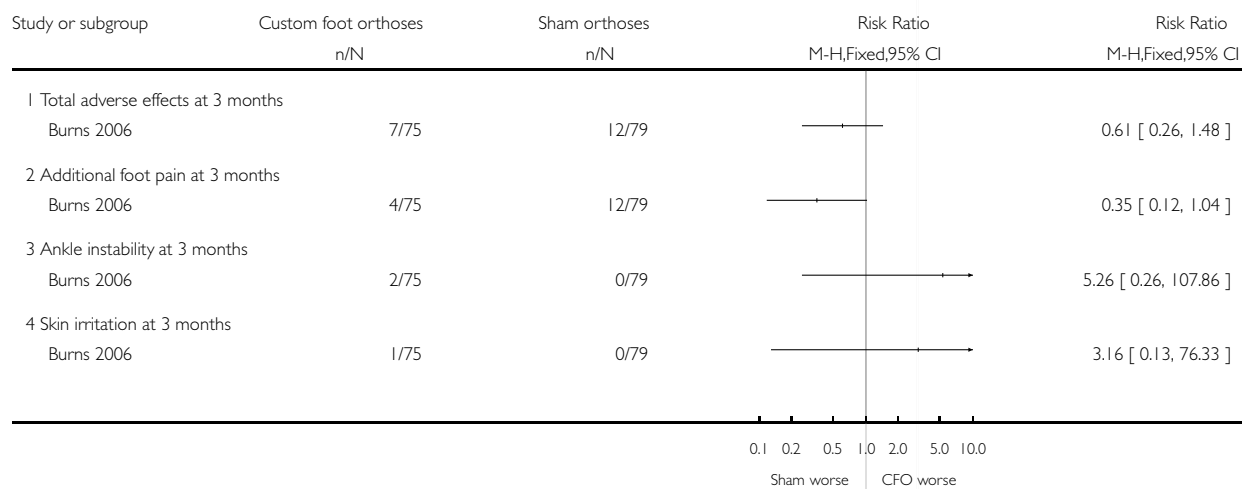 Study or subgroup Custom foot orthoses Sham orthoses Risk Ratio Risk Ratio
n/N n/N M-H,Fixed,95% CI M-H,Fixed,95% CI
1 Total adverse effects at 3 months
Burns 2006 7/75 12/79 0.61 [ 0.26, 1.48 ]
2 Additional foot pain at 3 months
Burns 2006 4/75 12/79 0.35 [ 0.12, 1.04 ]
3 Ankle instability at 3 months
Burns 2006 2/75 0/79 5.26 [ 0.26, 107.86 ]
4 Skin irritation at 3 months
Burns 2006 1/75 0/79 3.16 [ 0.13, 76.33 ]
0.1 0.2 0.5 1.0 2.0 5.0 10.0
Sham worse CFO worse